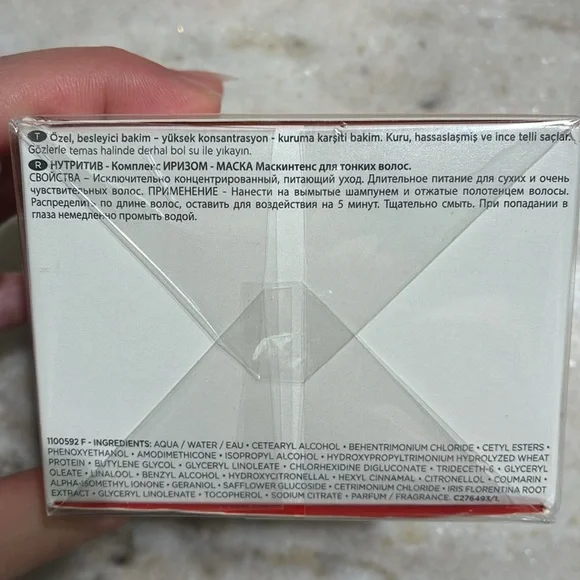 T Özel, besleyici bakim - yüksek konsantrasyon - kuruma karşiti bakim. Kuru, hassaslaşmiş ve ince telli saçlar.
Gözlerle temas halinde derhal bol su ile yikayin.
R НУТРИТИВ - Комплекс ИРИЗОМ - МАСКА Маскинтенс для тонких волос.
СВОЙСТВА – Исключительно концентрированный, питающий уход. Длительное питание для сухих и очень
чувствительных волос. ПРИМЕНЕНИЕ - Нанести на вымытые шампунем и отжатые полотенцем волосы.
Распределить по длине волос, оставить для воздействия на 5 минут. Тщательно смыть. При попадании в
глаза немедленно промыть водой.
1100592 F - INGREDIENTS: AQUA / WATER / EAU • CETEARYL ALCOHOL • BEHENTRIMONIUM CHLORIDE • CETYL ESTERS •
PHENOXYETHANOL • AMODIMETHICONE • ISOPROPYL ALCOHOL • HYDROXYPROPYLTRIMONIUM HYDROLYZED WHEAT
PROTEIN • BUTYLENE GLYCOL • GLYCERYL LINOLEATE • CHLORHEXIDINE DIGLUCONATE • TRIDECETH-6 • GLYCERYL
OLEATE • LINALOOL • BENZYL ALCOHOL • HYDROXYCITRONELLAL • HEXYL CINNAMAL • CITRONELLOL • COUMARIN •
ALPHA-ISOMETHYL IONONE • GERANIOL • SAFFLOWER GLUCOSIDE • CETRIMONIUM CHLORIDE • IRIS FLORENTINA ROOT
EXTRACT • GLYCERYL LINOLENATE • TOCOPHEROL • SODIUM CITRATE • PARFUM / FRAGRANCE. C276493/1.